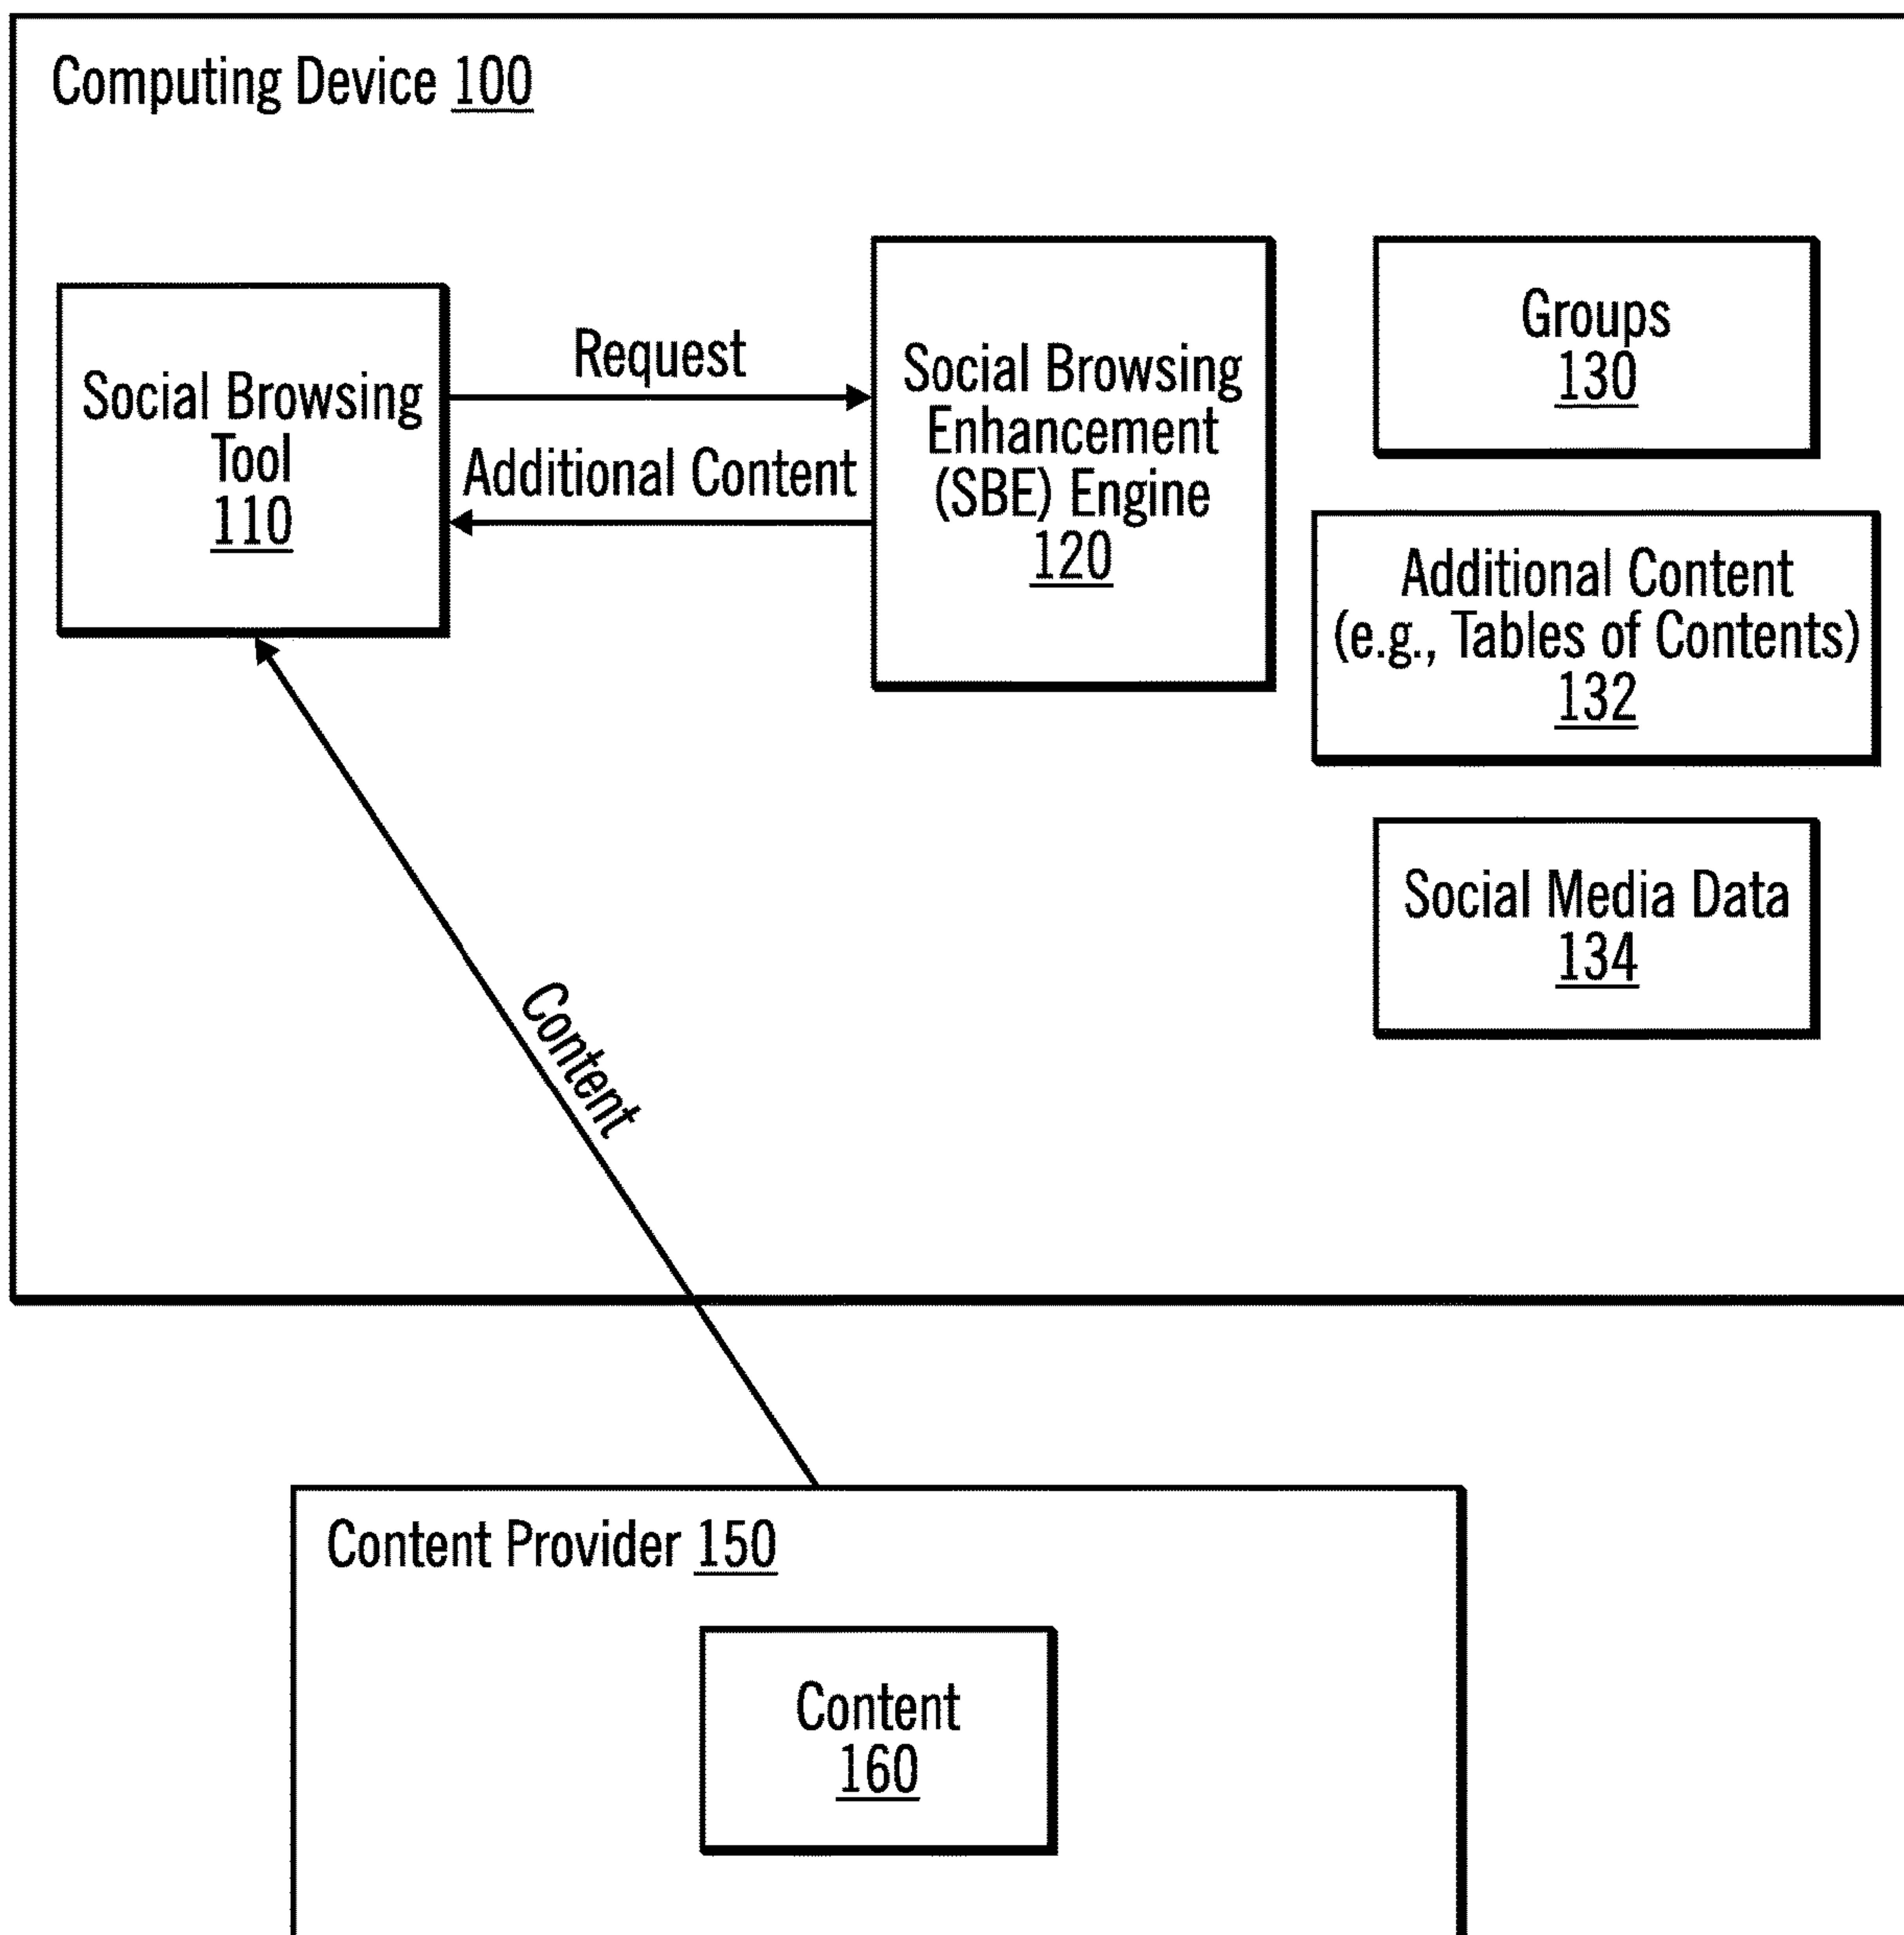 Computing Device 100
Social Browsing
Tool
110
Request
Additional Content
Social Browsing
Enhancement
(SBE) Engine
120
Groups
130
Additional Content
(e.g., Tables of Contents)
132
Social Media Data
134
Content
Content Provider 150
Content
160